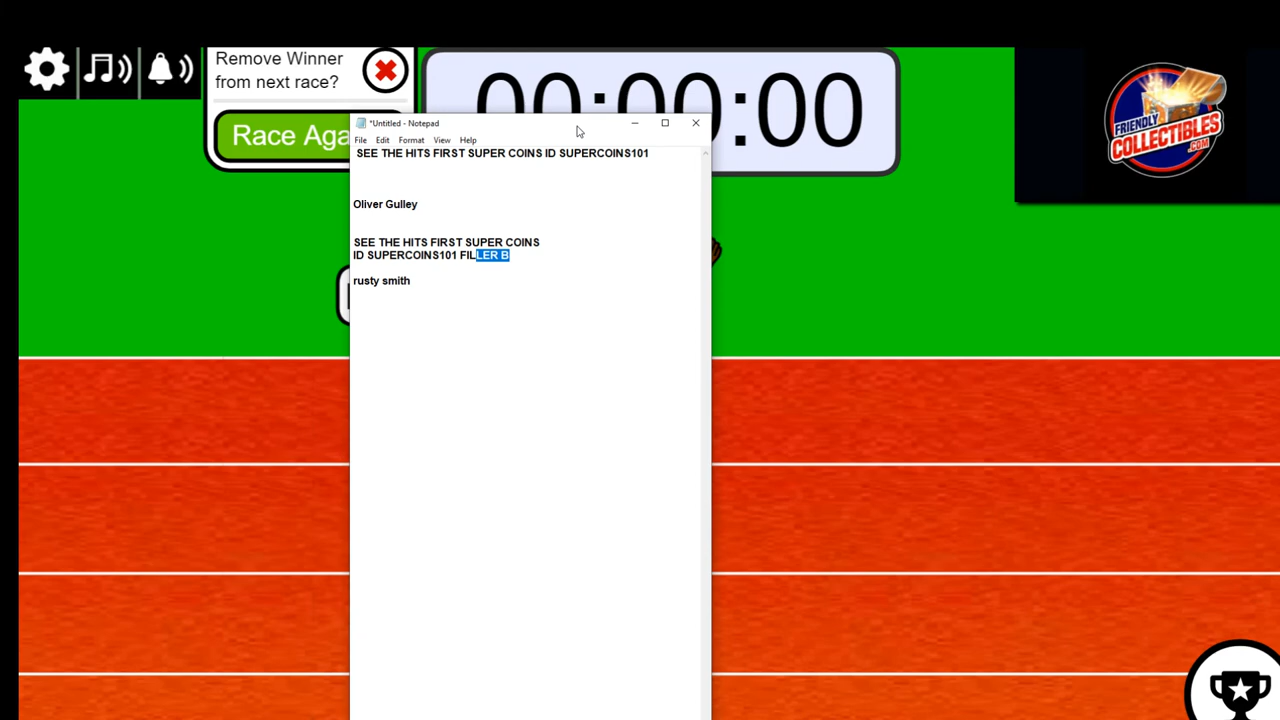 Remove Winner
from next race?
00:00:00
Race Aga
FRIENDLY
COLLECTIBLES
.COM
*Untitled - Notepad
File Edit Format View Help
SEE THE HITS FIRST SUPER COINS ID SUPERCOINS101
Oliver Gulley
SEE THE HITS FIRST SUPER COINS
ID SUPERCOINS101 FILLER B
rusty smith